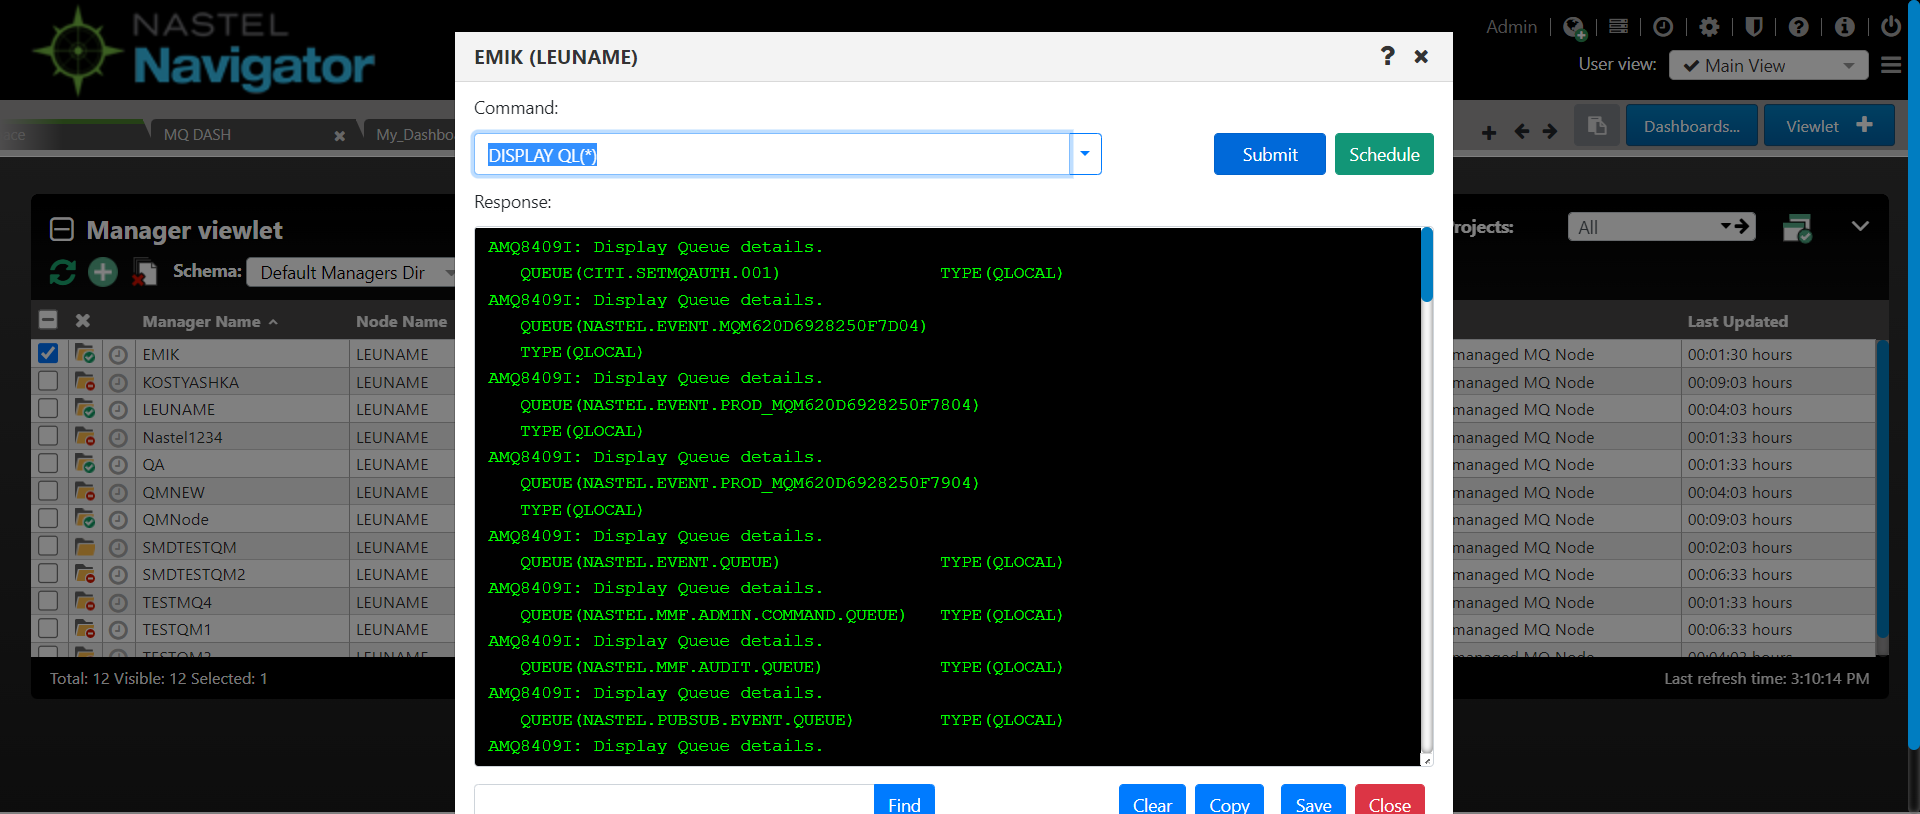 NASTEL
Navigator
Admin
User view:
Main View
MQ DASH
My_Dashbo
Dashboards...
Viewlet
EMIK (LEUNAME)
Command:
DISPLAY QL(*)
Submit
Schedule
Response:
AMQ8409I: Display Queue details.
QUEUE(CITI.SETMQAUTH.001) TYPE(QLOCAL)
AMQ8409I: Display Queue details.
QUEUE(NASTEL.EVENT.MQM620D6928250F7D04)
TYPE(QLOCAL)
AMQ8409I: Display Queue details.
QUEUE(NASTEL.EVENT.PROD_MQM620D6928250F7804)
TYPE(QLOCAL)
AMQ8409I: Display Queue details.
QUEUE(NASTEL.EVENT.PROD_MQM620D6928250F7904)
TYPE(QLOCAL)
AMQ8409I: Display Queue details.
QUEUE(NASTEL.EVENT.QUEUE) TYPE(QLOCAL)
AMQ8409I: Display Queue details.
QUEUE(NASTEL.MMF.ADMIN.COMMAND.QUEUE) TYPE(QLOCAL)
AMQ8409I: Display Queue details.
QUEUE(NASTEL.MMF.AUDIT.QUEUE) TYPE(QLOCAL)
AMQ8409I: Display Queue details.
QUEUE(NASTEL.PUBSUB.EVENT.QUEUE) TYPE(QLOCAL)
AMQ8409I: Display Queue details.
Find
Clear
Copy
Save
Close
Manager viewlet
Schema:
Default Managers Dir
rojects:
All
Manager Name
Node Name
Last Updated
EMIK LEUNAME managed MQ Node 00:01:30 hours
KOSTYASHKA LEUNAME managed MQ Node 00:09:03 hours
LEUNAME LEUNAME managed MQ Node 00:04:03 hours
Nastel1234 LEUNAME managed MQ Node 00:01:33 hours
QA LEUNAME managed MQ Node 00:01:33 hours
QMNEW LEUNAME managed MQ Node 00:04:03 hours
QMNode LEUNAME managed MQ Node 00:09:03 hours
SMDTESTQM LEUNAME managed MQ Node 00:02:03 hours
SMDTESTQM2 LEUNAME managed MQ Node 00:06:33 hours
TESTMQ4 LEUNAME managed MQ Node 00:01:33 hours
TESTQM1 LEUNAME managed MQ Node 00:06:33 hours
Total: 12 Visible: 12 Selected: 1
Last refresh time: 3:10:14 PM